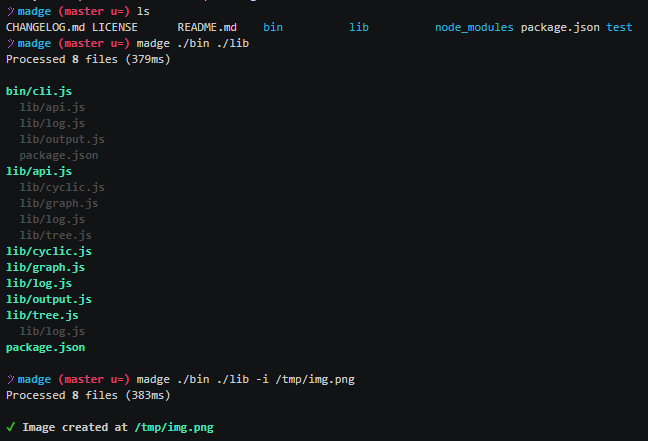 madge (master u=) ls
CHANGELOG.md LICENSE README.md bin lib node_modules package.json test
madge (master u=) madge ./bin ./lib
Processed 8 files (379ms)
bin/cli.js
lib/api.js
lib/log.js
lib/output.js
package.json
lib/api.js
lib/cyclic.js
lib/graph.js
lib/log.js
lib/tree.js
lib/cyclic.js
lib/graph.js
lib/log.js
lib/output.js
lib/tree.js
lib/log.js
package.json
madge (master u=) madge ./bin ./lib -i /tmp/img.png
Processed 8 files (383ms)
✓ Image created at /tmp/img.png